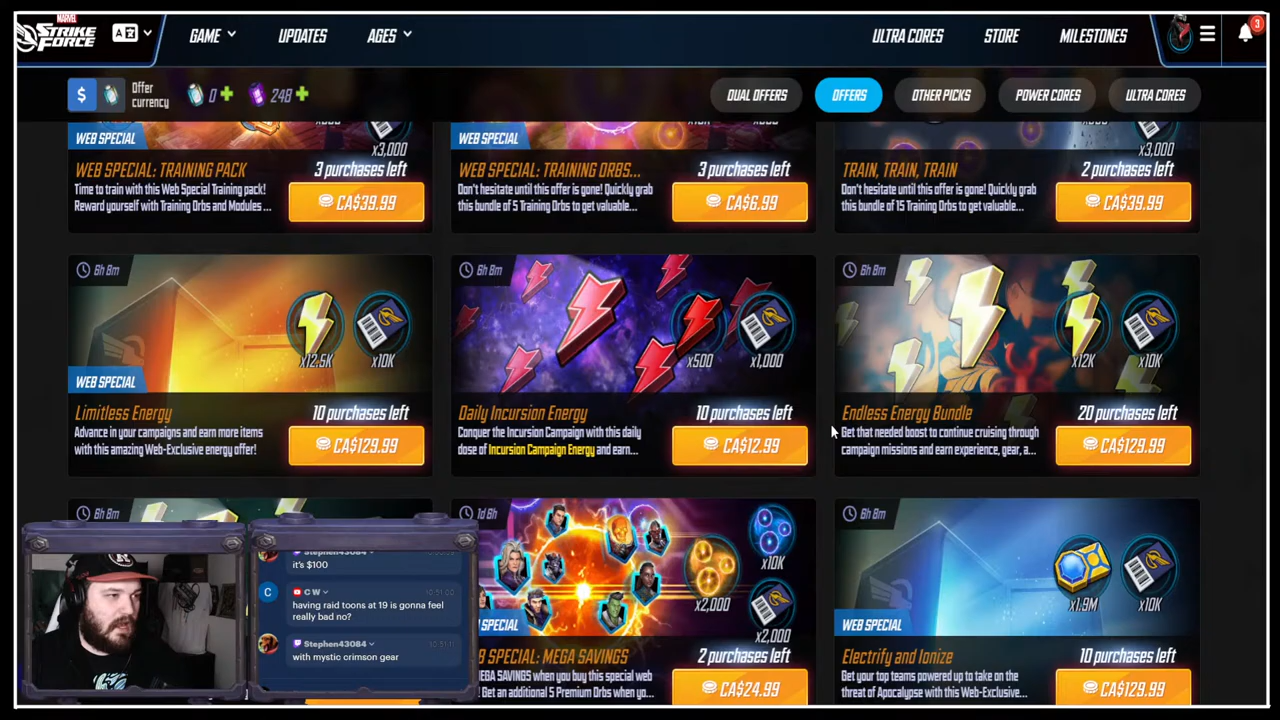 MARVEL
STRIKE
FORCE
GAME
UPDATES
AGES
ULTRA CORES
STORE
MILESTONES
3
$
Offer
currency
0
248
DUAL OFFERS
OFFERS
OTHER PICKS
POWER CORES
ULTRA CORES
WEB SPECIAL
x3,000
WEB SPECIAL: TRAINING PACK
3 purchases left
Time to train with this Web Special Training pack!
Reward yourself with Training Orbs and Modules ...
CA$39.99
WEB SPECIAL
WEB SPECIAL: TRAINING ORBS...
3 purchases left
Don't hesitate until this offer is gone! Quickly grab
this bundle of 5 Training Orbs to get valuable...
CA$6.99
x3,000
TRAIN, TRAIN, TRAIN
2 purchases left
Don't hesitate until this offer is gone! Quickly grab
this bundle of 15 Training Orbs to get valuable...
CA$39.99
6h 8m
x12.5K
x10K
WEB SPECIAL
Limitless Energy
10 purchases left
Advance in your campaigns and earn more items
with this amazing Web-Exclusive energy offer!
CA$129.99
6h 8m
x500
x1,000
Daily Incursion Energy
10 purchases left
Conquer the Incursion Campaign with this daily
dose of Incursion Campaign Energy and earn...
CA$12.99
6h 8m
x12K
x10K
Endless Energy Bundle
20 purchases left
Get that needed boost to continue cruising through
campaign missions and earn experience, gear, a...
CA$129.99
6h 8m
1d 6h
x2,000
x10K
x2,000
SPECIAL
B SPECIAL: MEGA SAVINGS
2 purchases left
MEGA SAVINGS when you buy this special web
! Get an additional 5 Premium Orbs when yo...
CA$24.99
6h 8m
x1.9M
x10K
WEB SPECIAL
Electrify and Ionize
10 purchases left
Get your top teams powered up to take on the
threat of Apocalypse with this Web-Exclusive...
CA$129.99
Stephen43084
it's $100
C
C W
10:51:00
having raid toons at 19 is gonna feel
really bad no?
Stephen43084
10:51:11
with mystic crimson gear